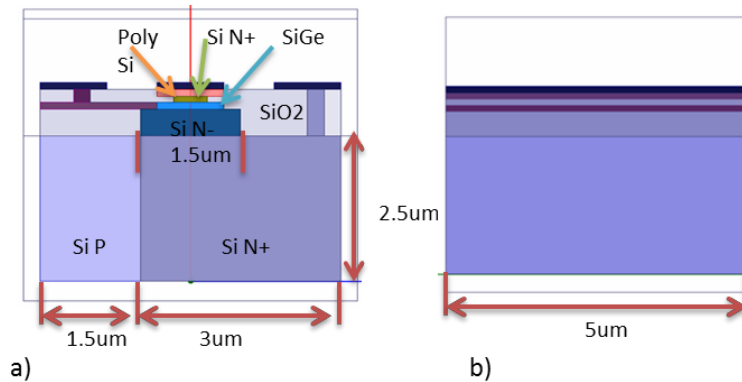 Poly
Si
Si N+
SiGe
SiO2
Si N-
1.5um
Si P
Si N+
2.5um
1.5um
3um
5um
a)
b)